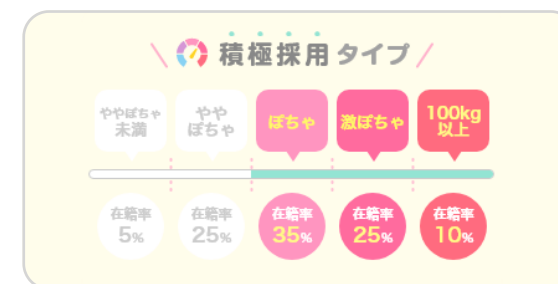 積極採用タイプ
ややぽちゃ
未満
やや
ぽちゃ
ぽちゃ
激ぽちゃ
100kg
以上
在籍率
5%
在籍率
25%
在籍率
35%
在籍率
25%
在籍率
10%